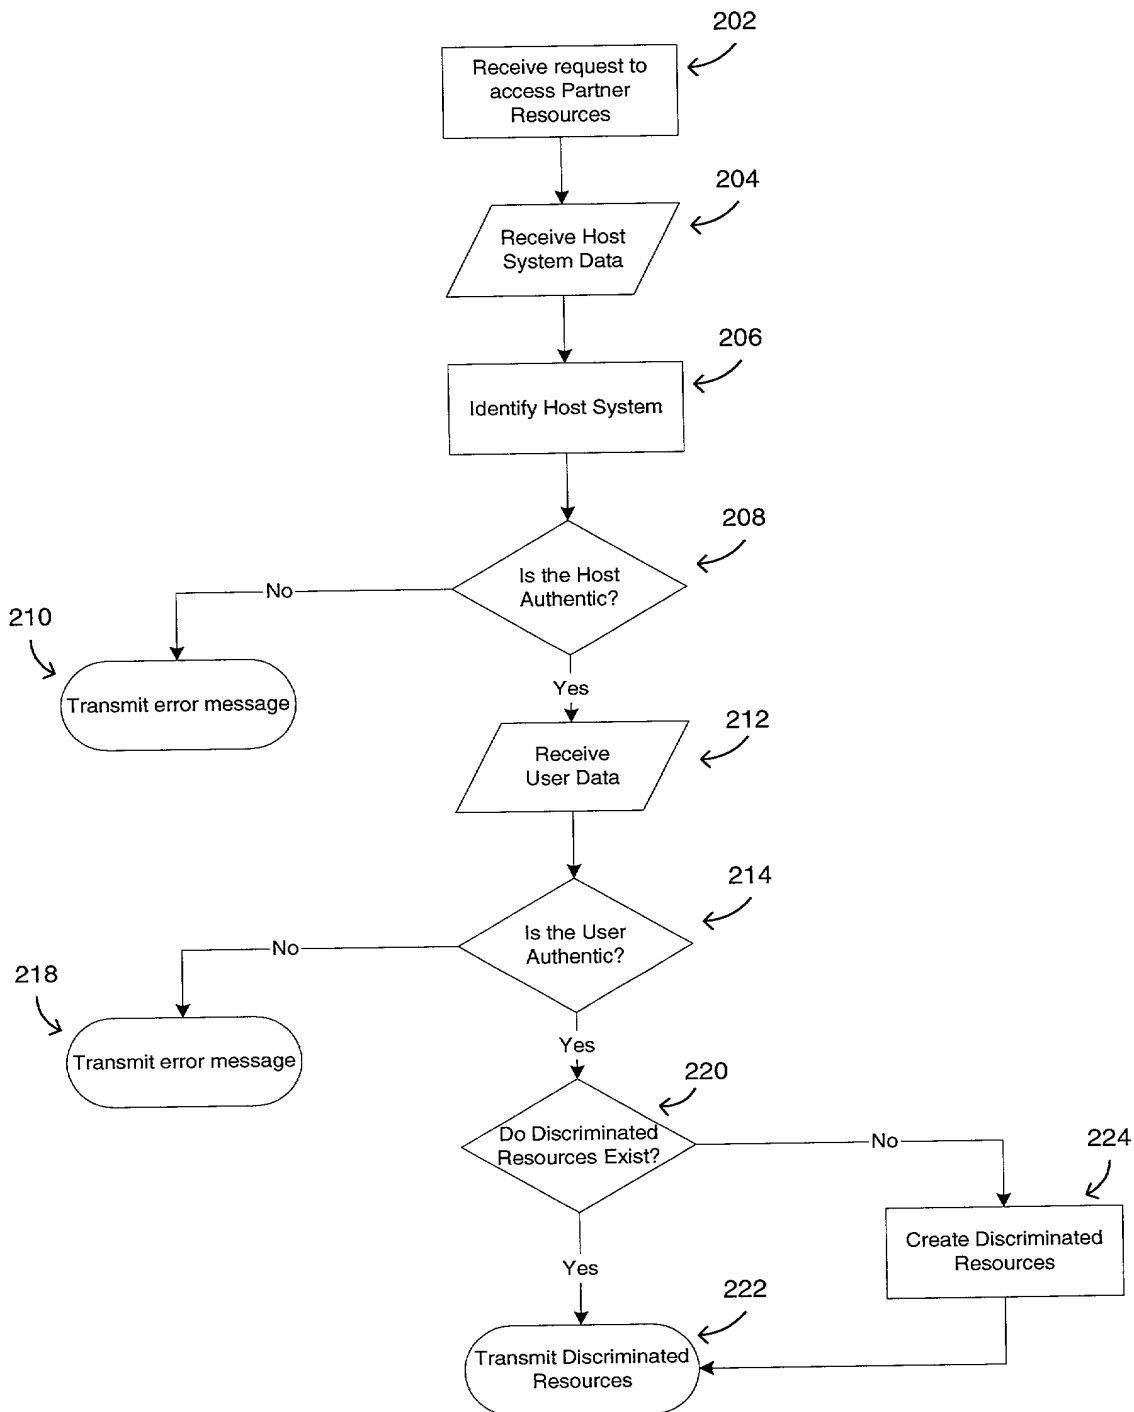 202
Receive request to
access Partner
Resources
204
Receive Host
System Data
206
Identify Host System
208
Is the Host
Authentic?
No
210
Transmit error message
Yes
212
Receive
User Data
214
Is the User
Authentic?
No
218
Transmit error message
Yes
220
Do Discriminated
Resources Exist?
No
224
Create Discriminated
Resources
Yes
222
Transmit Discriminated
Resources